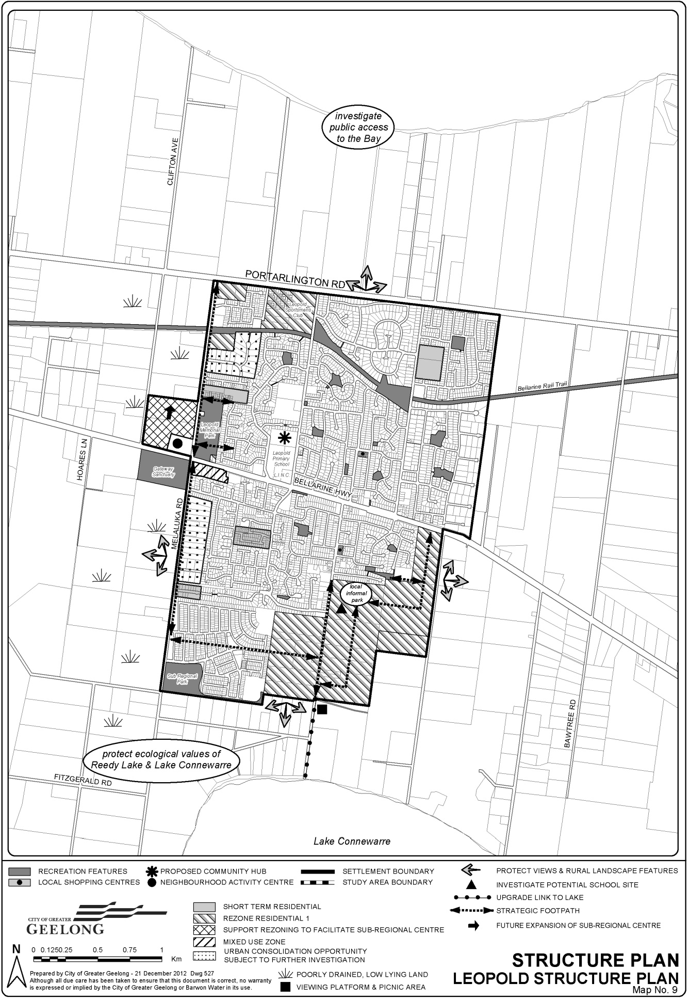 investigate
public access
to the Bay
CLIFTON AVE
PORTARLINGTON RD
Leopold
Sportsmans
Club
Bellarine Rail Trail
Leopold
Memorial
Park
HOARES LN
Gateway
Sanctuary
Leopold
Primary
School
L.I.N.C.
BELLARINE HWY
MELALUKA RD
local
informal
park
Sub Regional
Park
BAWTREE RD
protect ecological values of
Reedy Lake & Lake Connewarre
FITZGERALD RD
Lake Connewarre
RECREATION FEATURES
LOCAL SHOPPING CENTRES
PROPOSED COMMUNITY HUB
NEIGHBOURHOOD ACTIVITY CENTRE
SETTLEMENT BOUNDARY
STUDY AREA BOUNDARY
PROTECT VIEWS & RURAL LANDSCAPE FEATURES
INVESTIGATE POTENTIAL SCHOOL SITE
UPGRADE LINK TO LAKE
STRATEGIC FOOTPATH
FUTURE EXPANSION OF SUB-REGIONAL CENTRE
SHORT TERM RESIDENTIAL
REZONE RESIDENTIAL 1
SUPPORT REZONING TO FACILITATE SUB-REGIONAL CENTRE
MIXED USE ZONE
URBAN CONSOLIDATION OPPORTUNITY
SUBJECT TO FURTHER INVESTIGATION
POORLY DRAINED, LOW LYING LAND
VIEWING PLATFORM & PICNIC AREA
CITY OF GREATER
GEELONG
N
0 0.1250.25 0.5 0.75 1
Km
Prepared by City of Greater Geelong - 21 December 2012 Dwg 527
Although all due care has been taken to ensure that this document is correct, no warranty
is expressed or implied by the City of Greater Geelong or Barwon Water in its use.
STRUCTURE PLAN
LEOPOLD STRUCTURE PLAN
Map No. 9